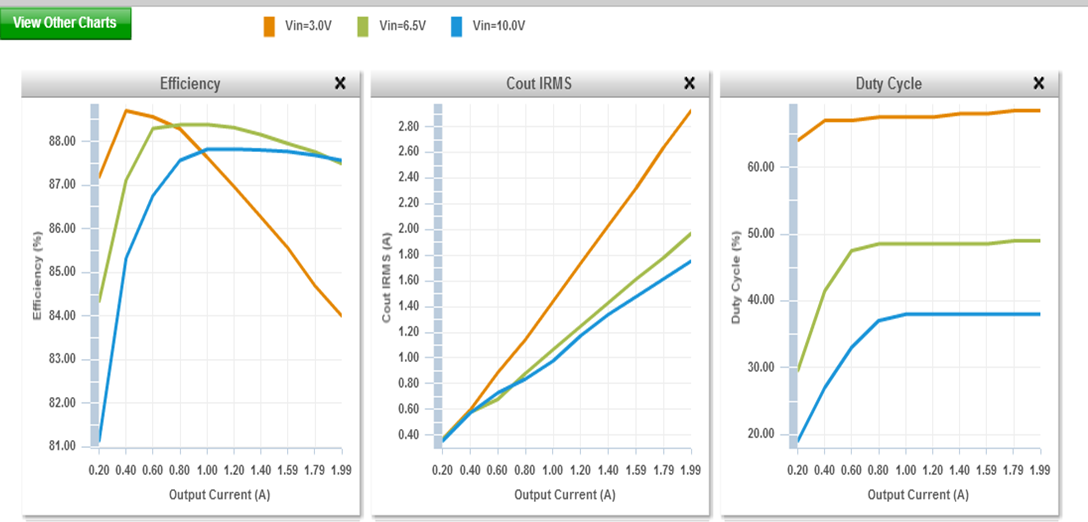 View Other Charts
Vin=3.0V Vin=6.5V Vin=10.0V
Efficiency
88.00
87.00
86.00
85.00
84.00
83.00
82.00
81.00
Efficiency (%)
0.20 0.40 0.60 0.80 1.00 1.20 1.40 1.59 1.79 1.99
Output Current (A)
Cout IRMS
2.80
2.60
2.40
2.20
2.00
1.80
1.60
1.40
1.20
1.00
0.80
0.60
0.40
Cout IRMS (A)
0.20 0.40 0.60 0.80 1.00 1.20 1.40 1.59 1.79 1.99
Output Current (A)
Duty Cycle
60.00
50.00
40.00
30.00
20.00
Duty Cycle (%)
0.20 0.40 0.60 0.80 1.00 1.20 1.40 1.59 1.79 1.99
Output Current (A)